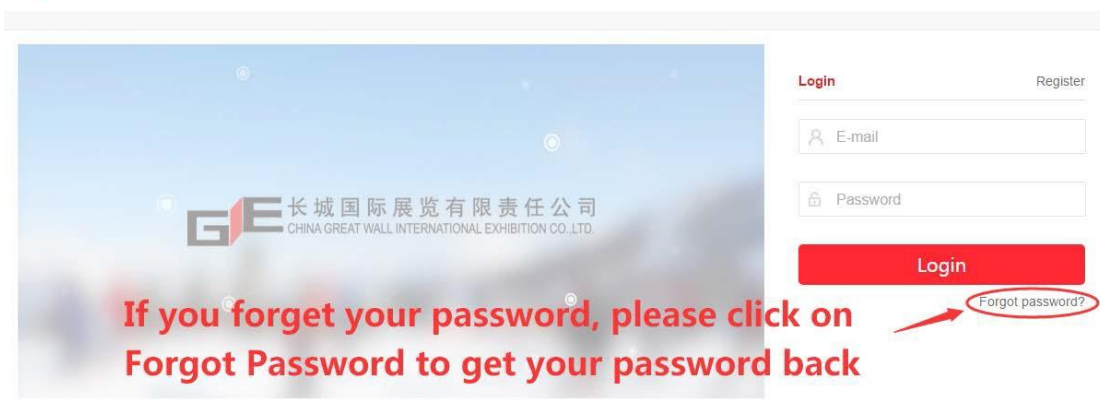 Login
Register
E-mail
Password
长城国际展览有限责任公司
CHINA GREAT WALL INTERNATIONAL EXHIBITION CO.,LTD.
Login
Forgot password?
If you forget your password, please click on
Forgot Password to get your password back